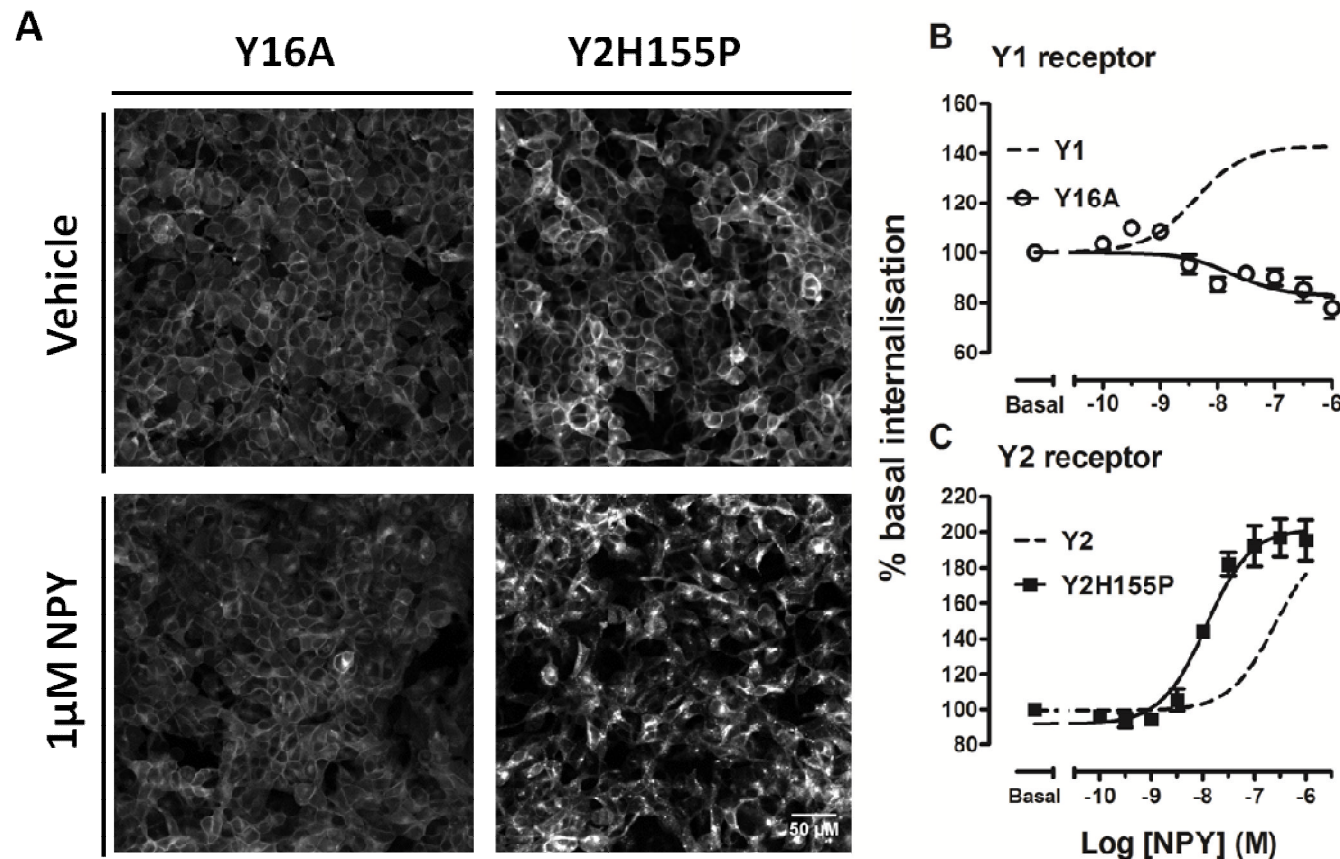 A
Y16A
Y2H155P
Vehicle
1µM NPY
50 µM
B
Y1 receptor
160
140
120
100
80
60
Y1
Y16A
Basal
-10
-9
-8
-7
-6
% basal internalisation
C
Y2 receptor
220
200
180
160
140
120
100
80
Y2
Y2H155P
Basal
-10
-9
-8
-7
-6
Log [NPY] (M)